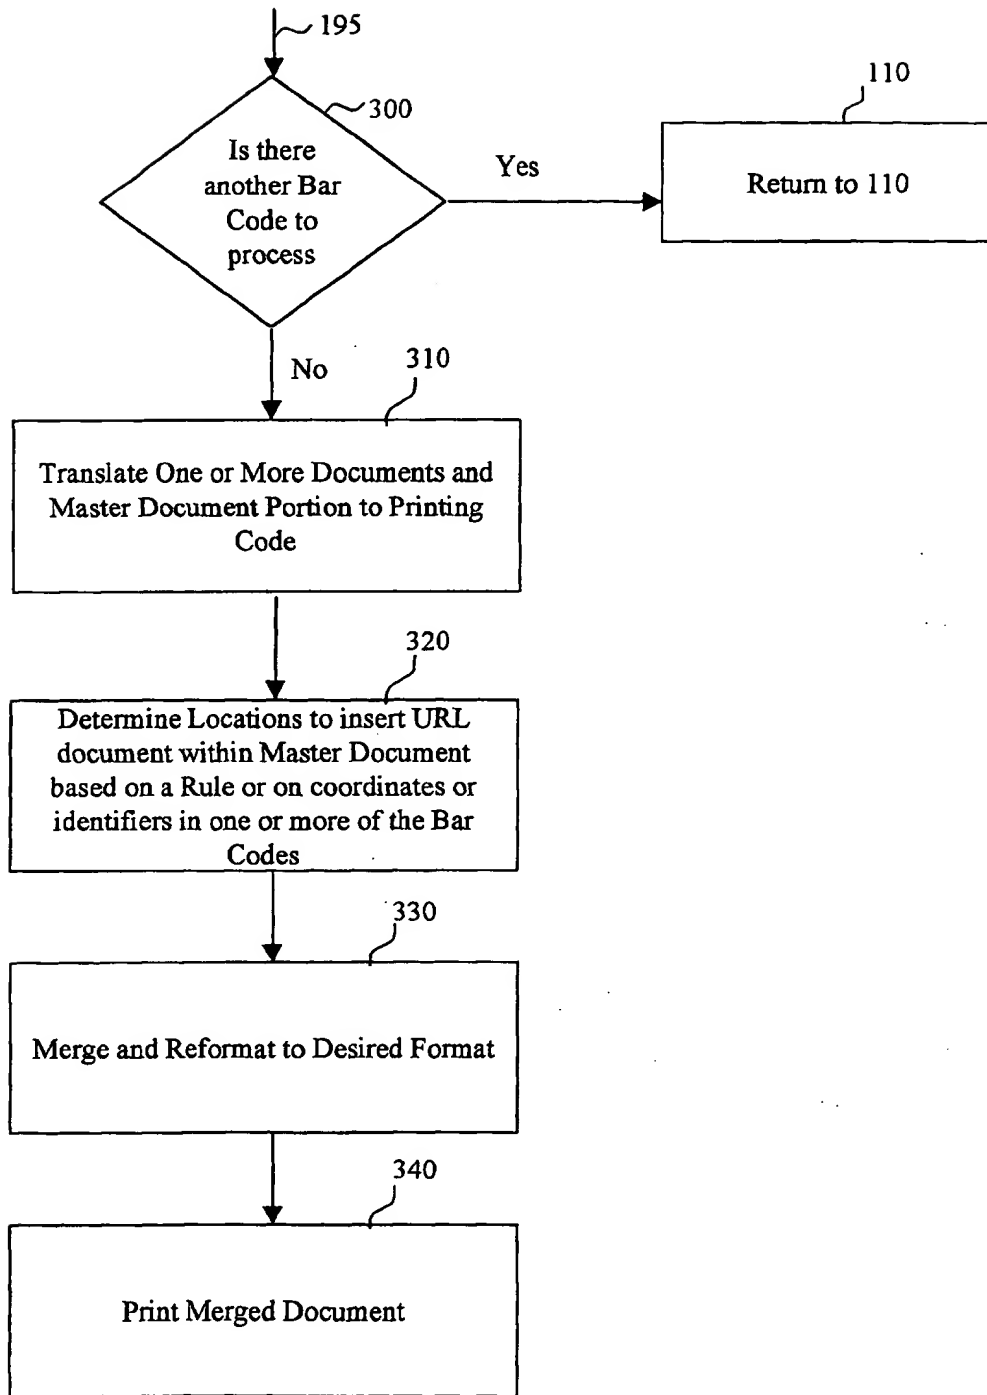 195
300
Is there
another Bar
Code to
process
Yes
110
Return to 110
No
310
Translate One or More Documents and
Master Document Portion to Printing
Code
320
Determine Locations to insert URL
document within Master Document
based on a Rule or on coordinates or
identifiers in one or more of the Bar
Codes
330
Merge and Reformat to Desired Format
340
Print Merged Document